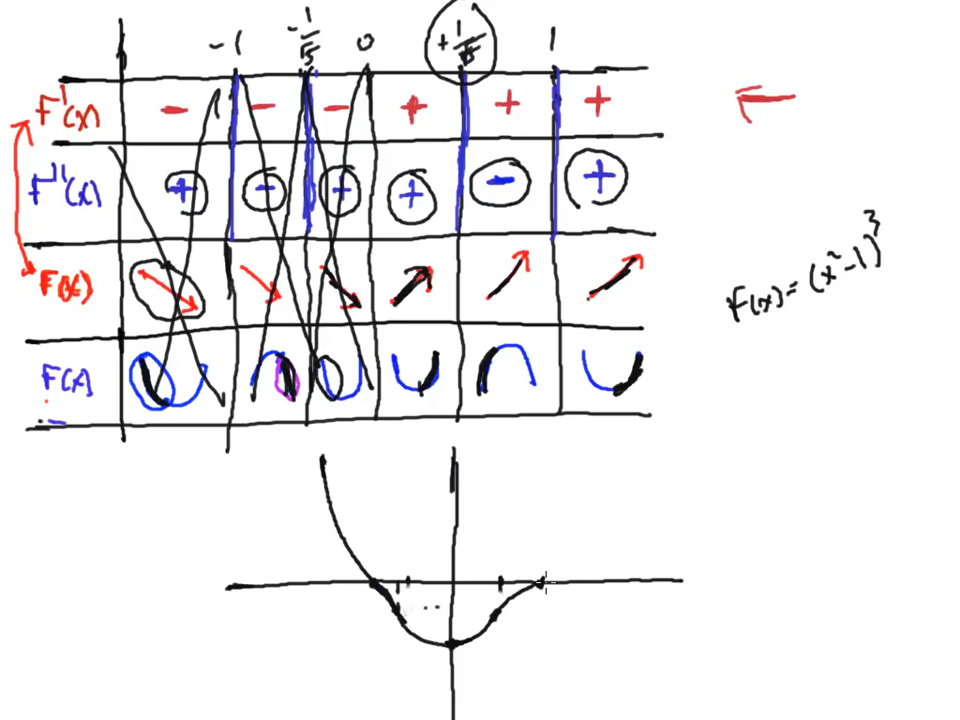 -1 -1/√5 0 +1/√5 1
F'(x) - - - + + +
F''(x) + - + + - +
F(x)
F(x)
F(x) = (x²-1)³